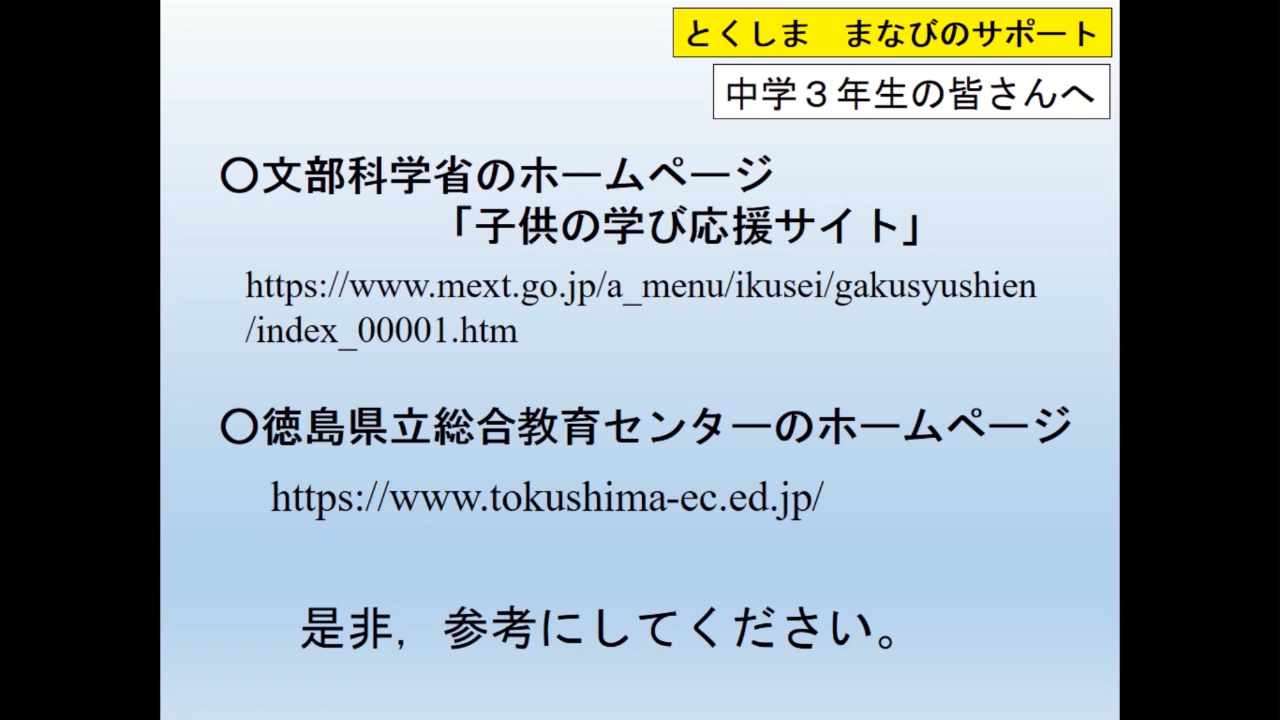 とくしま　まなびのサポート
中学３年生の皆さんへ
〇文部科学省のホームページ
「子供の学び応援サイト」
https://www.mext.go.jp/a_menu/ikusei/gakusyushien
/index_00001.htm
〇徳島県立総合教育センターのホームページ
https://www.tokushima-ec.ed.jp/
是非，参考にしてください。